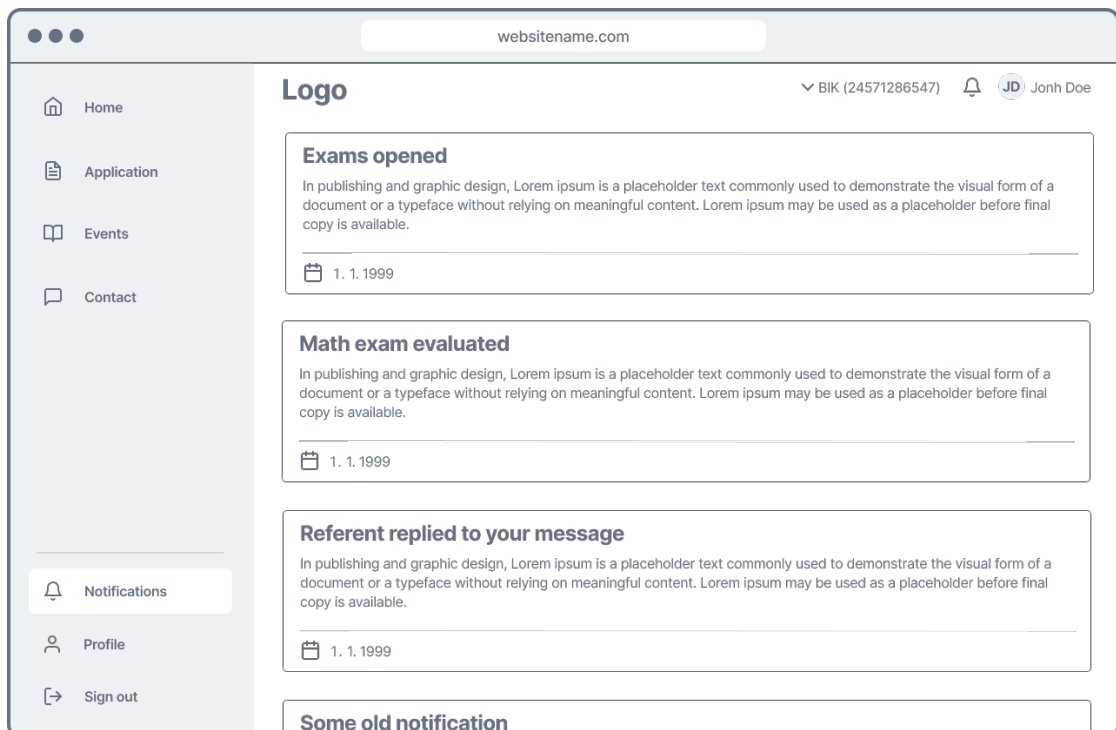 websitename.com
Home
Application
Events
Contact
Notifications
Profile
Sign out
Logo
BIK (24571286547)
JD
Jonh Doe
Exams opened
In publishing and graphic design, Lorem ipsum is a placeholder text commonly used to demonstrate the visual form of a
document or a typeface without relying on meaningful content. Lorem ipsum may be used as a placeholder before final
copy is available.
1. 1. 1999
Math exam evaluated
In publishing and graphic design, Lorem ipsum is a placeholder text commonly used to demonstrate the visual form of a
document or a typeface without relying on meaningful content. Lorem ipsum may be used as a placeholder before final
copy is available.
1. 1. 1999
Referent replied to your message
In publishing and graphic design, Lorem ipsum is a placeholder text commonly used to demonstrate the visual form of a
document or a typeface without relying on meaningful content. Lorem ipsum may be used as a placeholder before final
copy is available.
1. 1. 1999
Some old notification